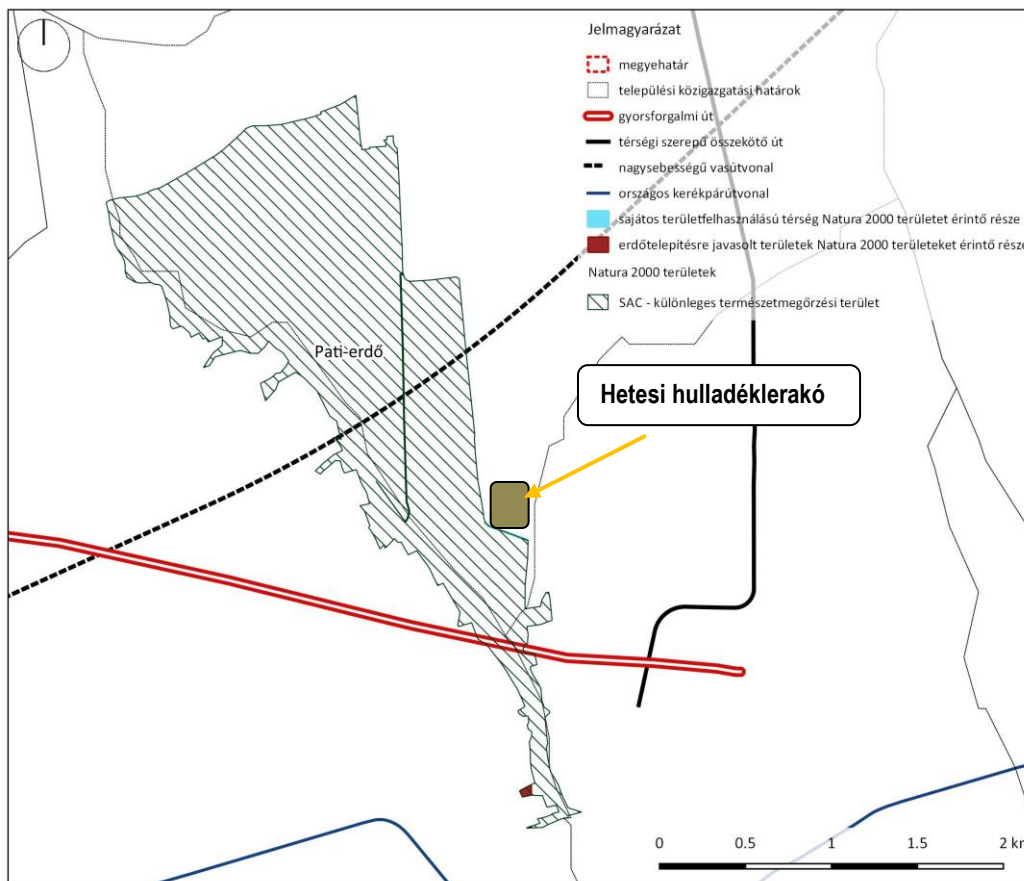 Jelmagyarázat
megyehatár
települési közigazgatási határok
gyorsforgalmi út
térségi szerepű összekötő út
nagysebességű vasútvonal
országos kerékpárútvonal
sajátos területfelhasználású térség Natura 2000 területet érintő része
erdőtelepítésre javasolt területek Natura 2000 területeket érintő része
Natura 2000 területek
SAC - különleges természetmegőrzési terület
Pati-erdő
Hetesi hulladéklerakó
0 0.5 1 1.5 2 km